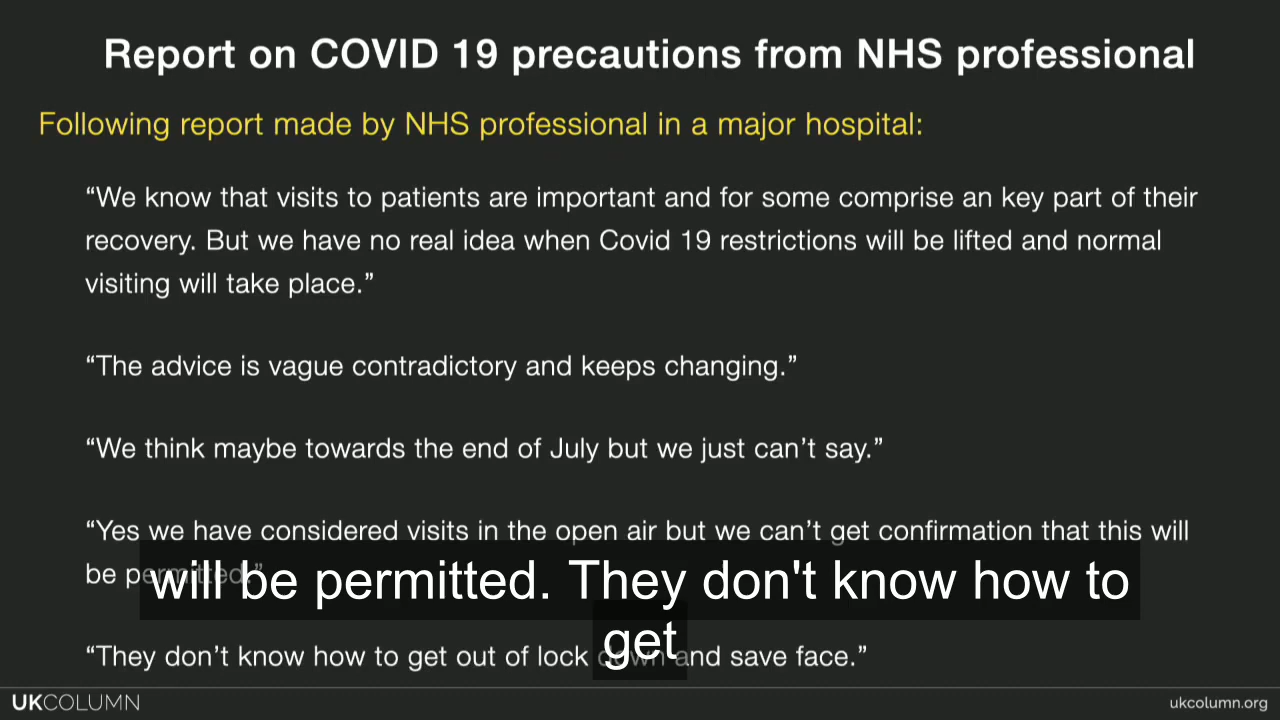 Report on COVID 19 precautions from NHS professional
Following report made by NHS professional in a major hospital:
“We know that visits to patients are important and for some comprise an key part of their
recovery. But we have no real idea when Covid 19 restrictions will be lifted and normal
visiting will take place.”
“The advice is vague contradictory and keeps changing.”
“We think maybe towards the end of July but we just can’t say.”
“Yes we have considered visits in the open air but we can’t get confirmation that this will
be permitted.”
will be permitted. They don't know how to
get
“They don’t know how to get out of lock down and save face.”
UKCOLUMN
ukcolumn.org